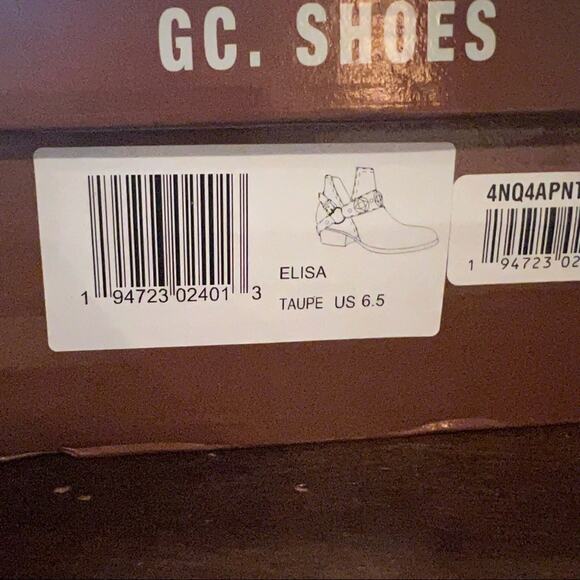 GC. SHOES
ELISA
TAUPE US 6.5
1 94723 02401 3
4NQ4APNT
1 94723 02